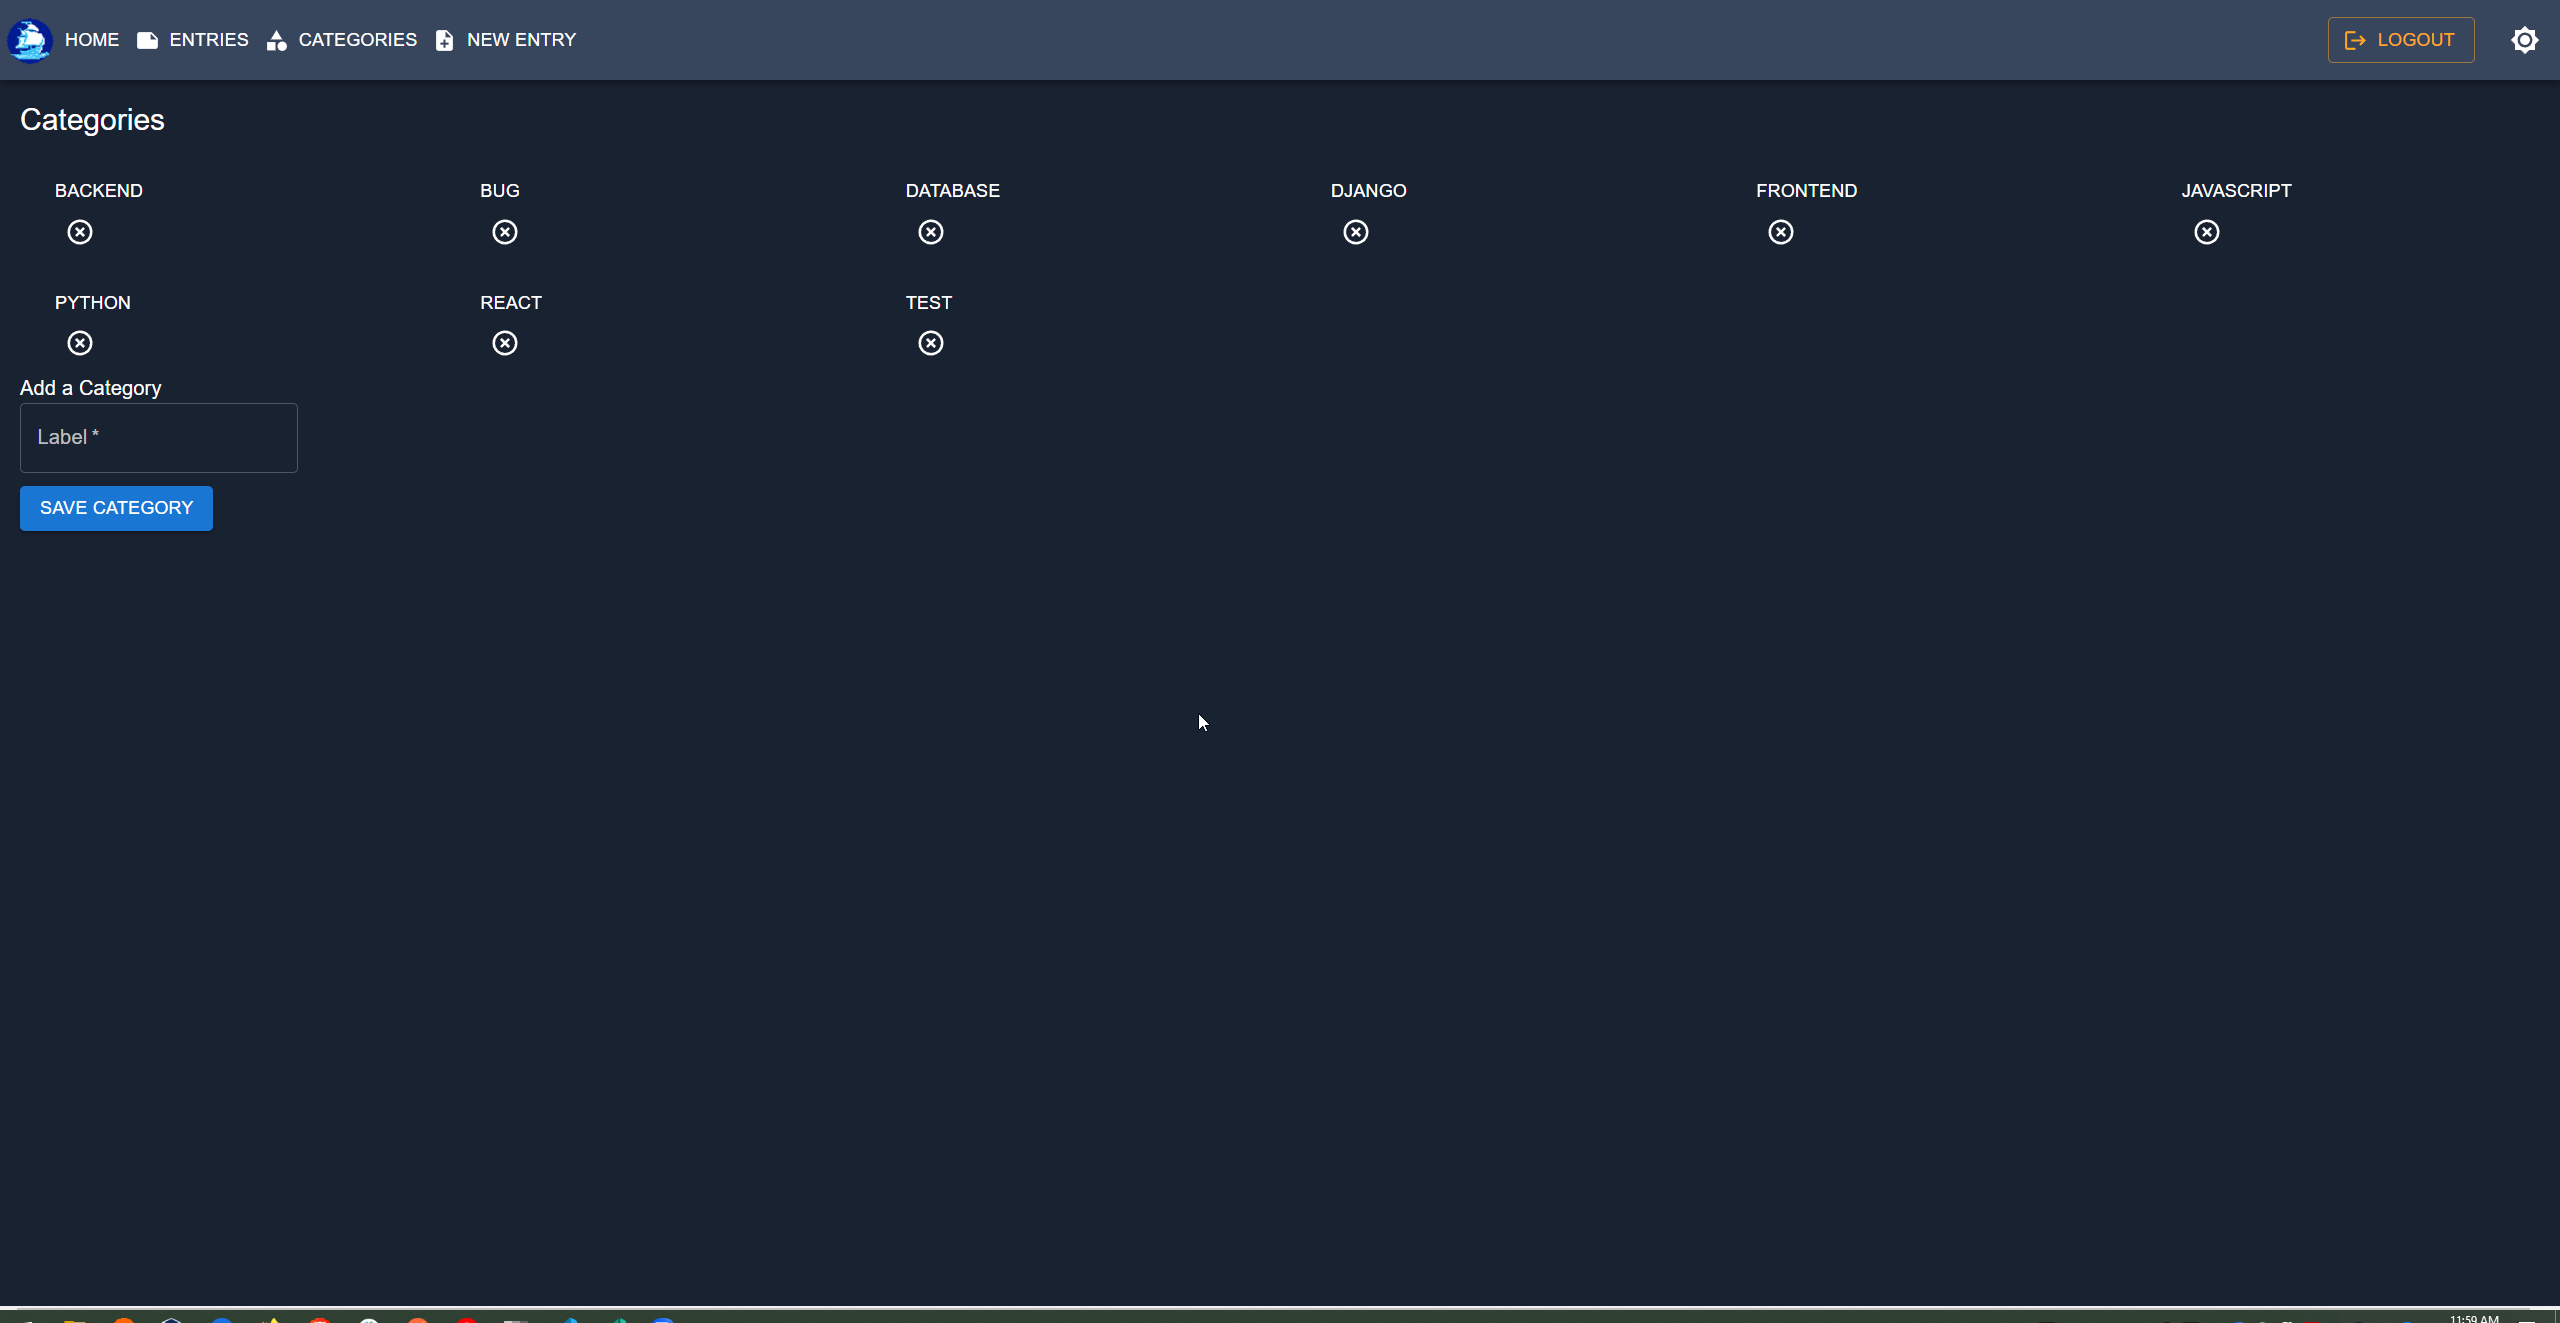 HOME ENTRIES CATEGORIES NEW ENTRY LOGOUT
Categories
BACKEND BUG DATABASE DJANGO FRONTEND JAVASCRIPT
PYTHON REACT TEST
Add a Category
Label *
SAVE CATEGORY
11:59 AM